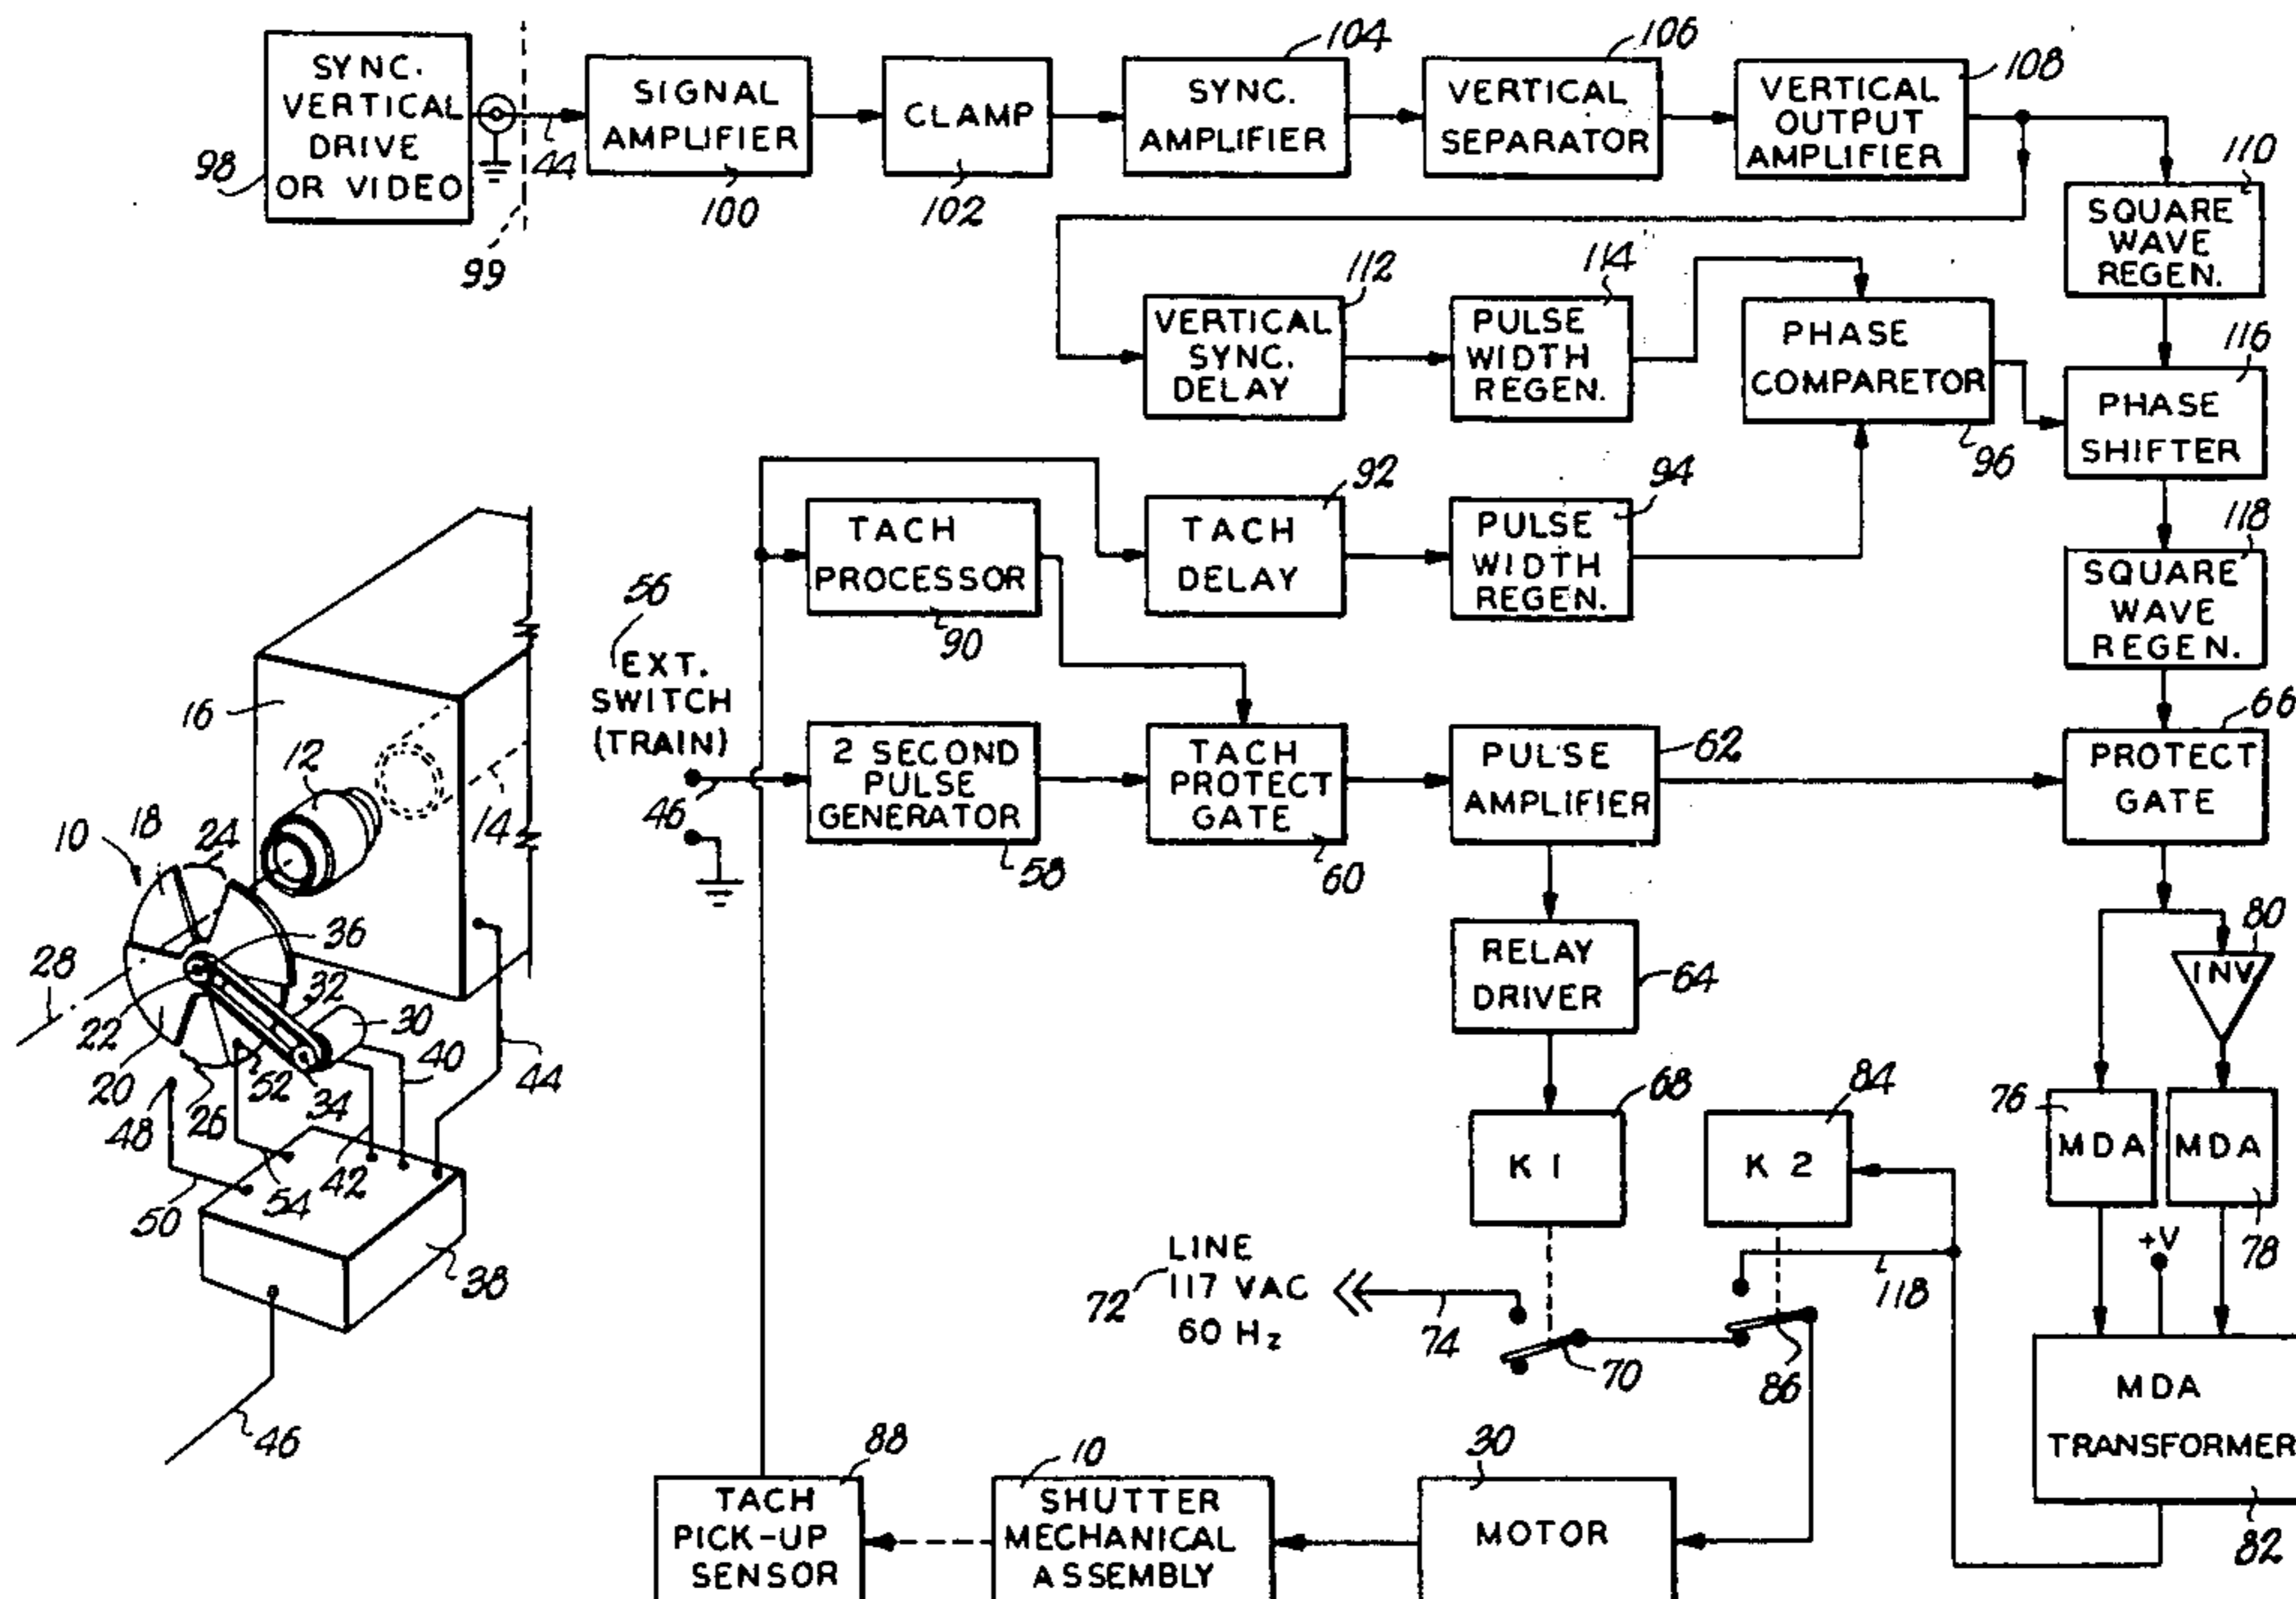 SYNC.
VERTICAL
DRIVE
OR VIDEO
98
99
44
SIGNAL
AMPLIFIER
100
CLAMP
102
104
SYNC.
AMPLIFIER
106
VERTICAL
SEPARATOR
108
VERTICAL
OUTPUT
AMPLIFIER
110
SQUARE
WAVE
REGEN.
112
VERTICAL
SYNC.
DELAY
114
PULSE
WIDTH
REGEN.
PHASE
COMPARETOR
96
116
PHASE
SHIFTER
TACH
PROCESSOR
90
92
TACH
DELAY
94
PULSE
WIDTH
REGEN.
118
SQUARE
WAVE
REGEN.
56
EXT.
SWITCH
(TRAIN)
46
2 SECOND
PULSE
GENERATOR
58
TACH
PROTECT
GATE
60
PULSE
AMPLIFIER
62
66
PROTECT
GATE
RELAY
DRIVER
64
80
INV
68
K 1
84
K 2
76
MDA
MDA
78
+V
LINE
72 117 VAC
60 Hz
74
70
86
118
MDA
TRANSFORMER
82
88
TACH
PICK-UP
SENSOR
10
SHUTTER
MECHANICAL
ASSEMBLY
30
MOTOR
16
12
14
10
18
24
36
28
32
30
22
20
26
52
34
40
44
48
42
50
54
38
46